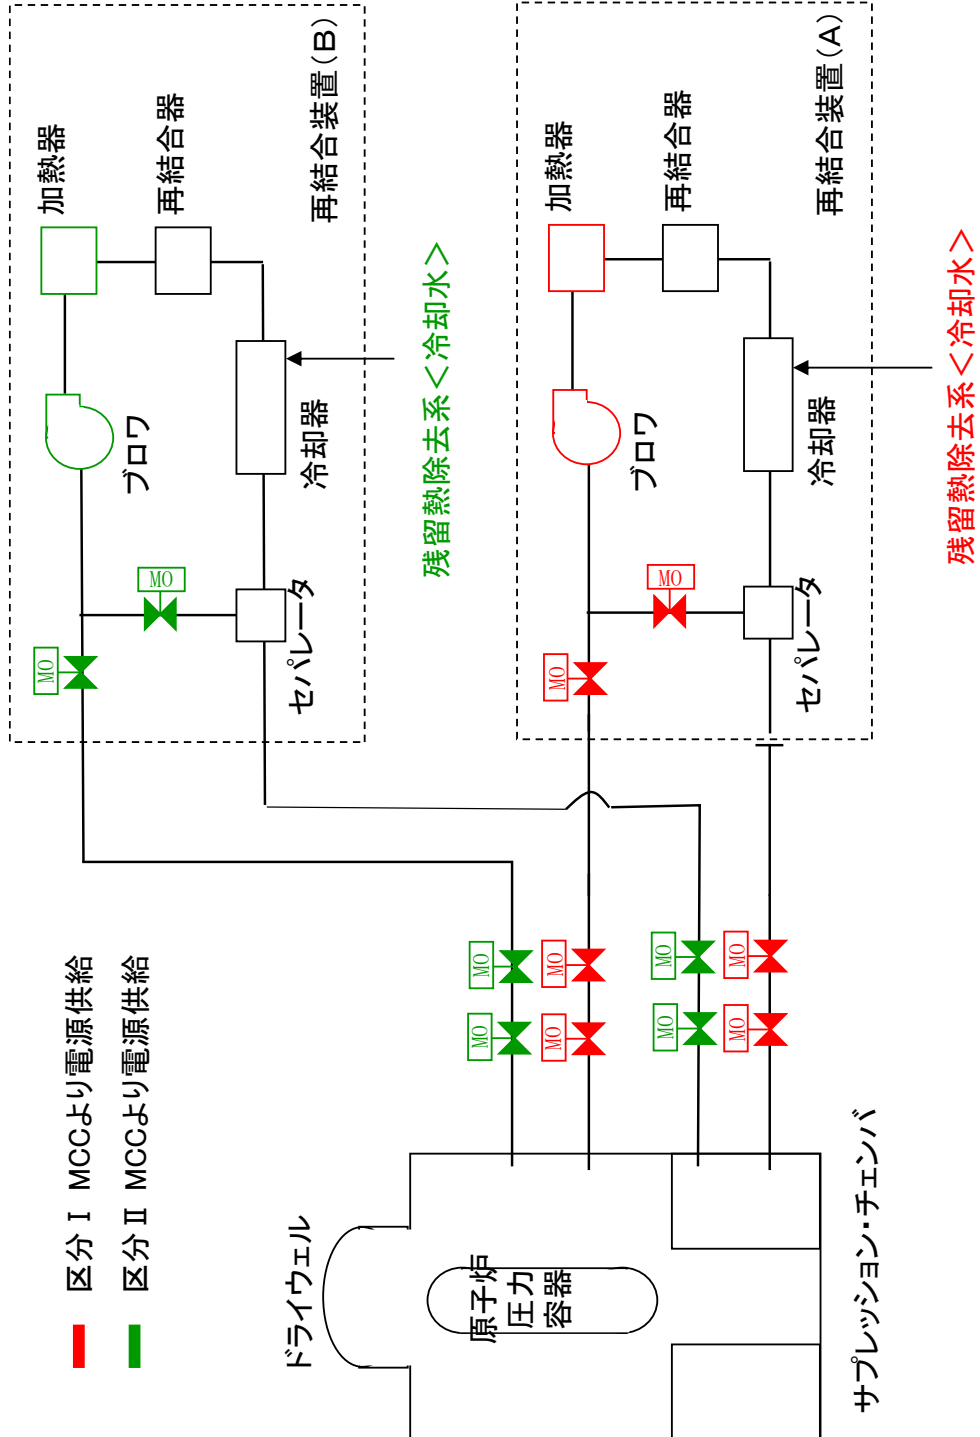 区分Ⅰ MCCより電源供給
区分Ⅱ MCCより電源供給
再結合装置(B)
加熱器
再結合器
ブロワ
冷却器
セパレータ
MO
MO
残留熱除去系＜冷却水＞
再結合装置(A)
加熱器
再結合器
ブロワ
冷却器
セパレータ
MO
MO
残留熱除去系＜冷却水＞
MO
MO
MO
MO
MO
MO
MO
MO
ドライウェル
原子炉
圧力
容器
サプレッション・チェンバ